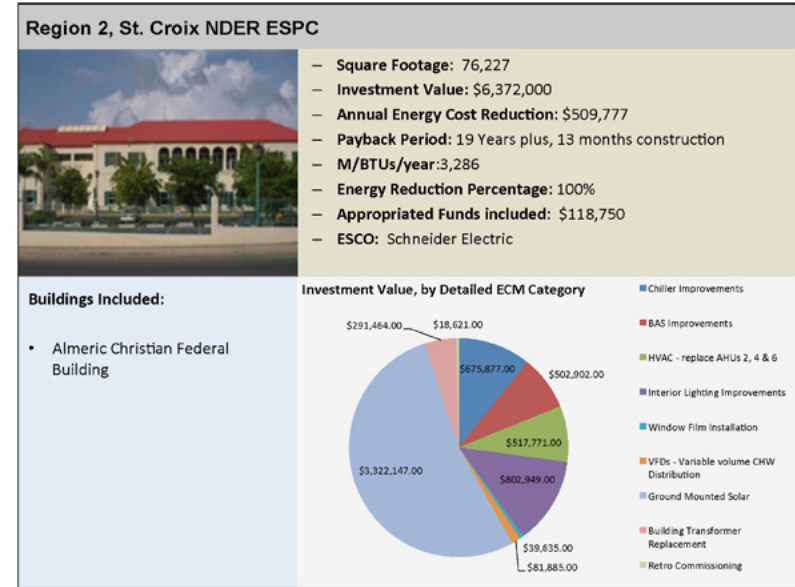 Region 2, St. Croix NDER ESPC
– Square Footage: 76,227
– Investment Value: $6,372,000
– Annual Energy Cost Reduction: $509,777
– Payback Period: 19 Years plus, 13 months construction
– M/BTUs/year:3,286
– Energy Reduction Percentage: 100%
– Appropriated Funds included: $118,750
– ESCO: Schneider Electric
Buildings Included:
• Almeric Christian Federal
Building
Investment Value, by Detailed ECM Category
$291,464.00
$18,621.00
$675,877.00
$502,902.00
$517,771.00
$3,322,147.00
$802,949.00
$39,635.00
$81,885.00
Chiller Improvements
BAS Improvements
HVAC - replace AHUs 2, 4 & 6
Interior Lighting Improvements
Window Film Installation
VFDs - Variable volume CHW
Distribution
Ground Mounted Solar
Building Transformer
Replacement
Retro Commissioning